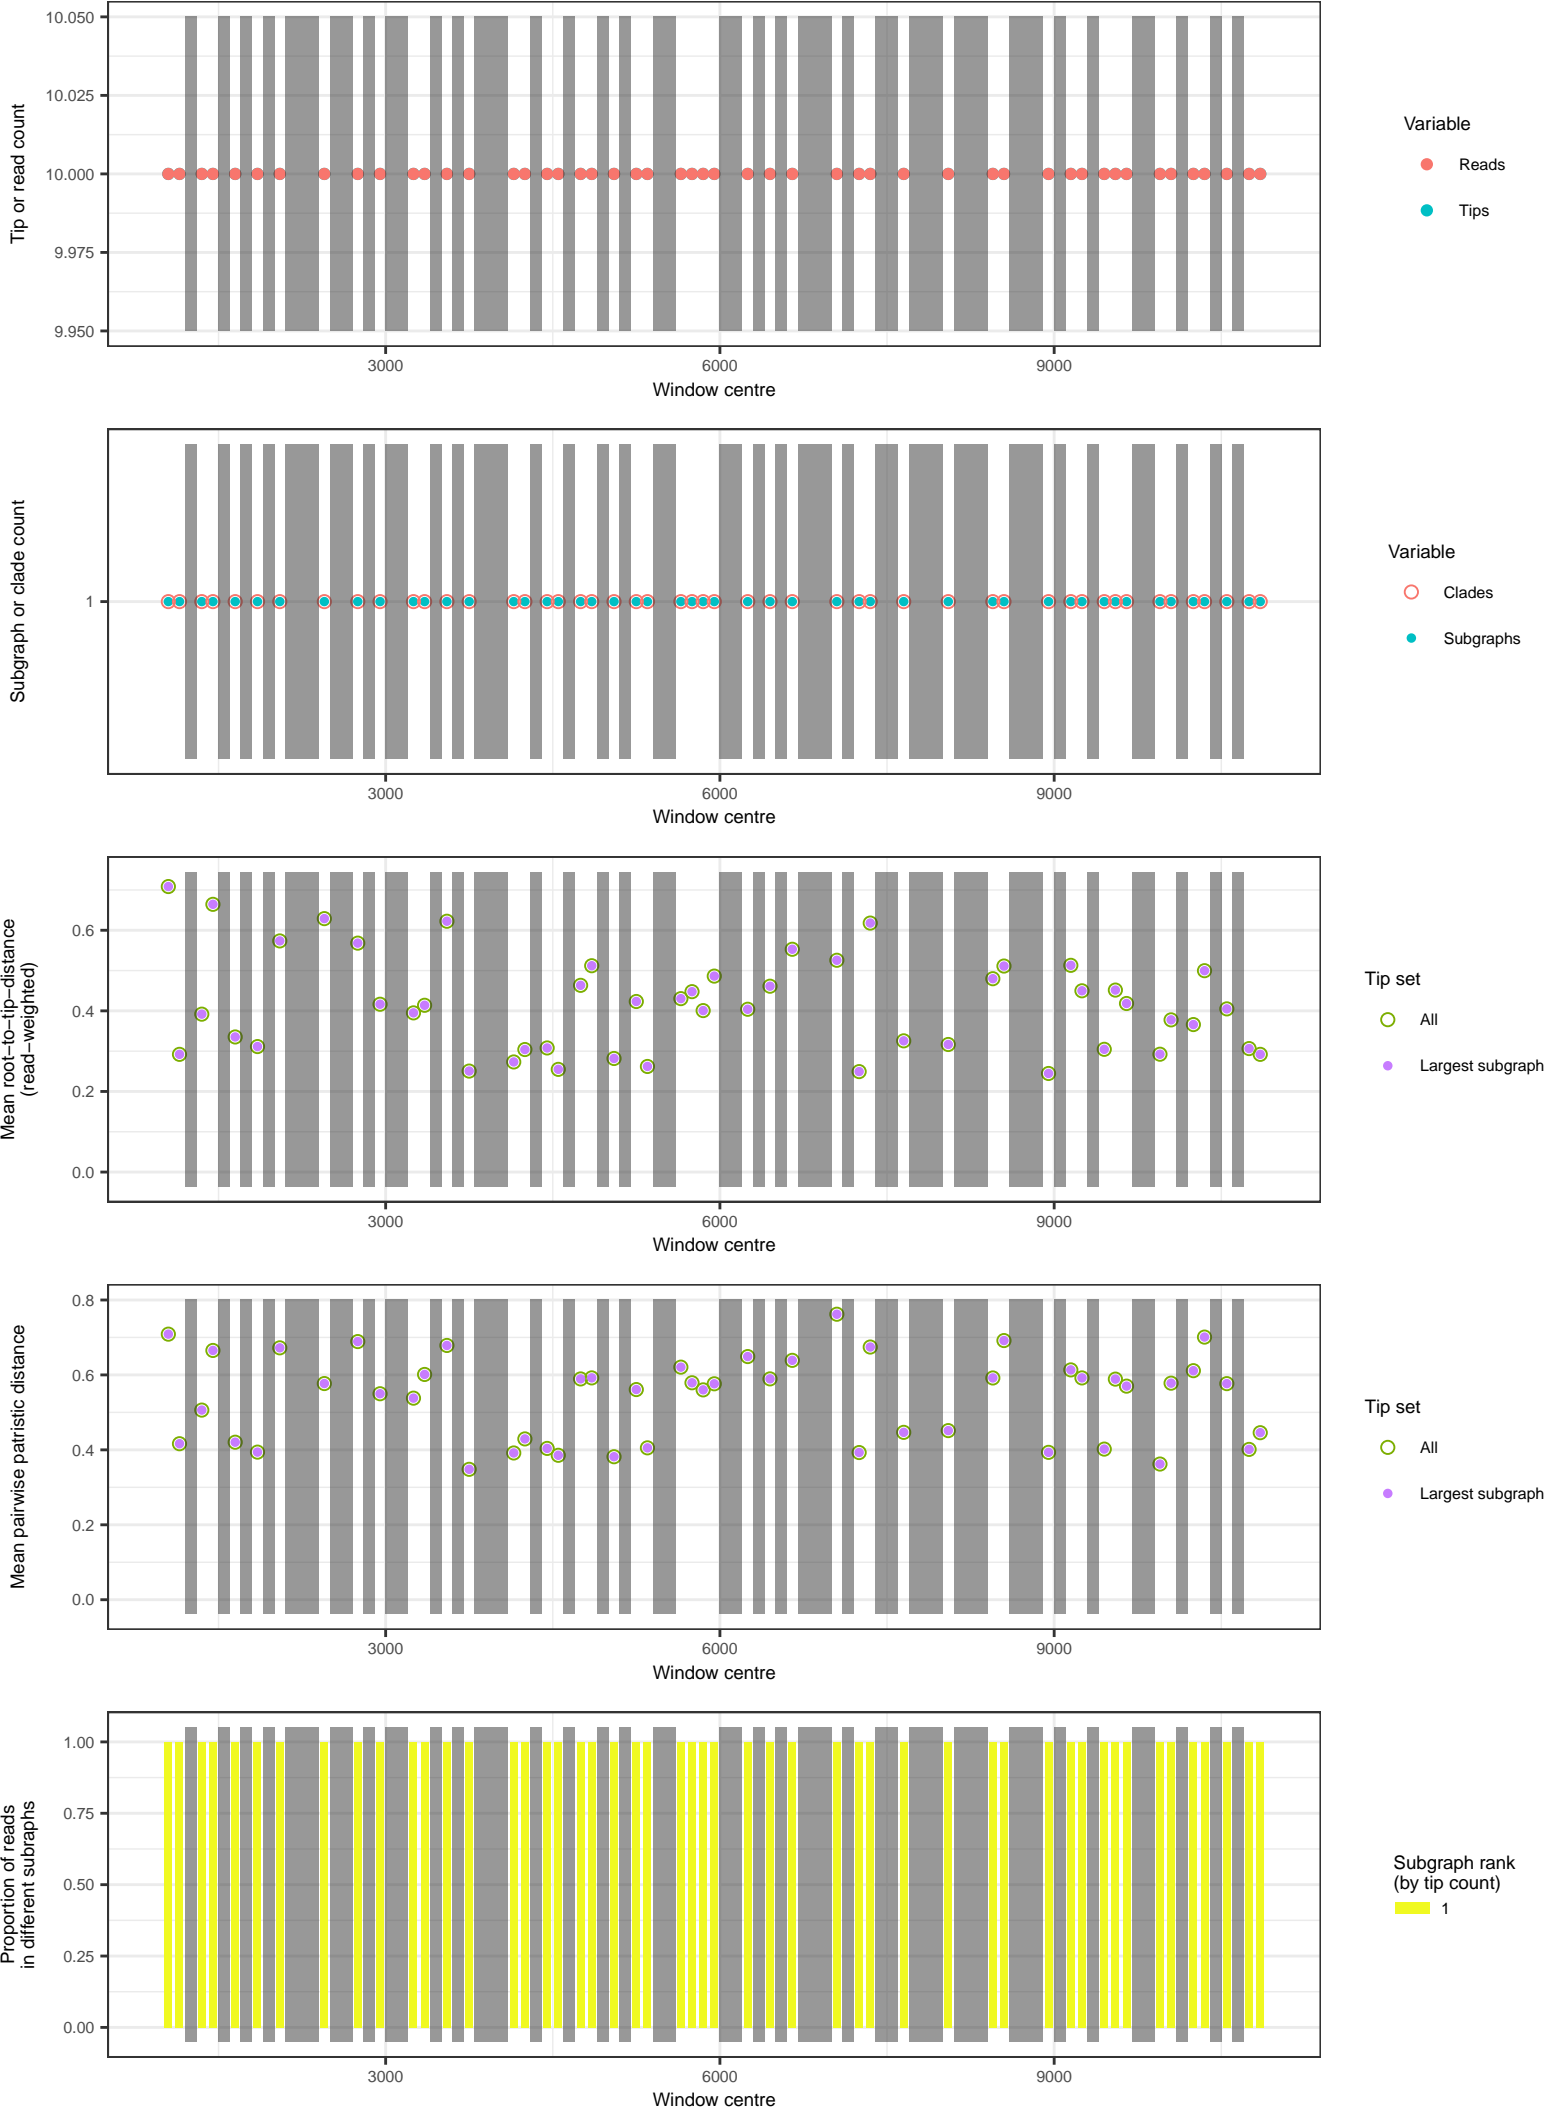 10.050
10.025
10.000
9.975
9.950
Tip or read count
3000
6000
9000
Window centre
Variable
Reads
Tips
1
Subgraph or clade count
3000
6000
9000
Window centre
Variable
Clades
Subgraphs
0.6
0.4
0.2
0.0
Mean root−to−tip−distance
(read−weighted)
3000
6000
9000
Window centre
Tip set
All
Largest subgraph
0.8
0.6
0.4
0.2
0.0
Mean pairwise patristic distance
3000
6000
9000
Window centre
Tip set
All
Largest subgraph
1.00
0.75
0.50
0.25
0.00
Proportion of reads
in different subraphs
3000
6000
9000
Window centre
Subgraph rank
(by tip count)
1